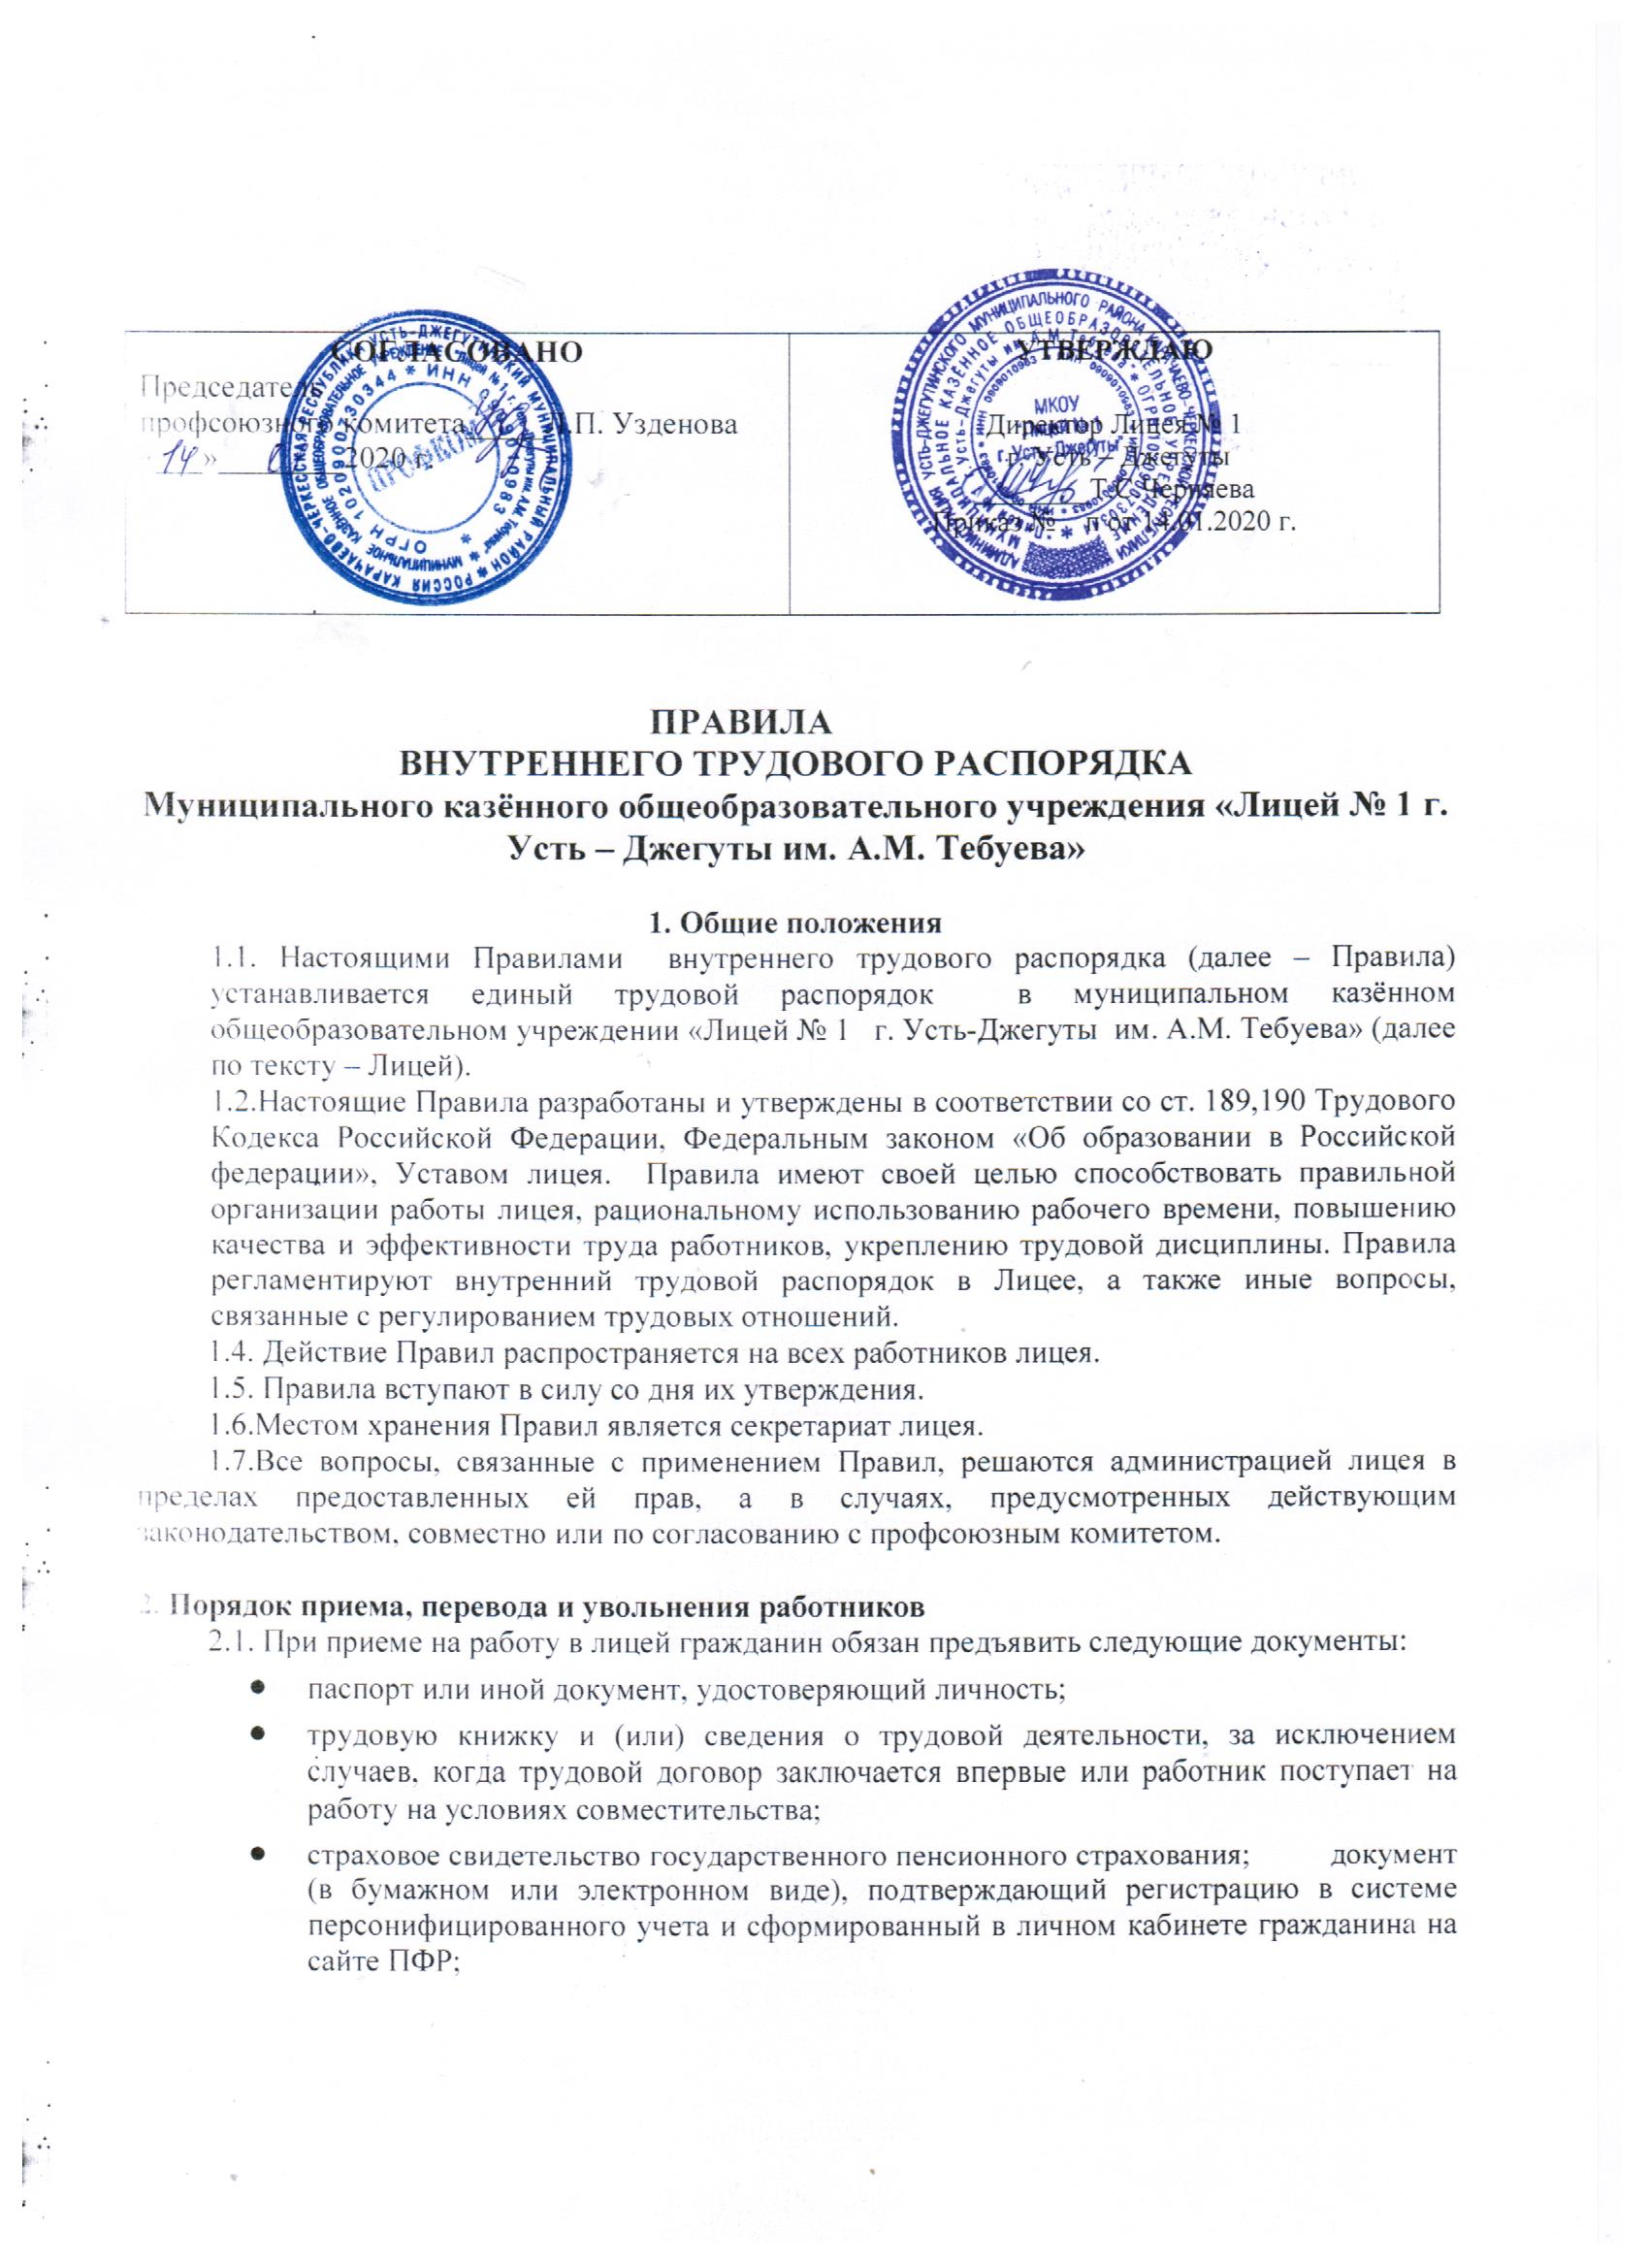 СОГЛАСОВАНО
Председатель
профсоюзного комитета Л.П. Узденова
«14» 2020 г.
УТВЕРЖДАЮ
Директор Лицея № 1
г. Усть – Джегуты
Т.С. Черняева
Приказ № п от 14.01.2020 г.
ПРОФКОМ
МКОУ
"Лицей № 1
г. Усть-Джегуты"
ПРАВИЛА
ВНУТРЕННЕГО ТРУДОВОГО РАСПОРЯДКА
Муниципального казённого общеобразовательного учреждения «Лицей № 1 г.
Усть – Джегуты им. А.М. Тебуева»
1. Общие положения
1.1. Настоящими Правилами внутреннего трудового распорядка (далее – Правила)
устанавливается единый трудовой распорядок в муниципальном казённом
общеобразовательном учреждении «Лицей № 1 г. Усть-Джегуты им. А.М. Тебуева» (далее
по тексту – Лицей).
1.2.Настоящие Правила разработаны и утверждены в соответствии со ст. 189,190 Трудового
Кодекса Российской Федерации, Федеральным законом «Об образовании в Российской
федерации», Уставом лицея. Правила имеют своей целью способствовать правильной
организации работы лицея, рациональному использованию рабочего времени, повышению
качества и эффективности труда работников, укреплению трудовой дисциплины. Правила
регламентируют внутренний трудовой распорядок в Лицее, а также иные вопросы,
связанные с регулированием трудовых отношений.
1.4. Действие Правил распространяется на всех работников лицея.
1.5. Правила вступают в силу со дня их утверждения.
1.6.Местом хранения Правил является секретариат лицея.
1.7.Все вопросы, связанные с применением Правил, решаются администрацией лицея в
пределах предоставленных ей прав, а в случаях, предусмотренных действующим
законодательством, совместно или по согласованию с профсоюзным комитетом.
2. Порядок приема, перевода и увольнения работников
2.1. При приеме на работу в лицей гражданин обязан предъявить следующие документы:
● паспорт или иной документ, удостоверяющий личность;
● трудовую книжку и (или) сведения о трудовой деятельности, за исключением
случаев, когда трудовой договор заключается впервые или работник поступает на
работу на условиях совместительства;
● страховое свидетельство государственного пенсионного страхования; документ
(в бумажном или электронном виде), подтверждающий регистрацию в системе
персонифицированного учета и сформированный в личном кабинете гражданина на
сайте ПФР;